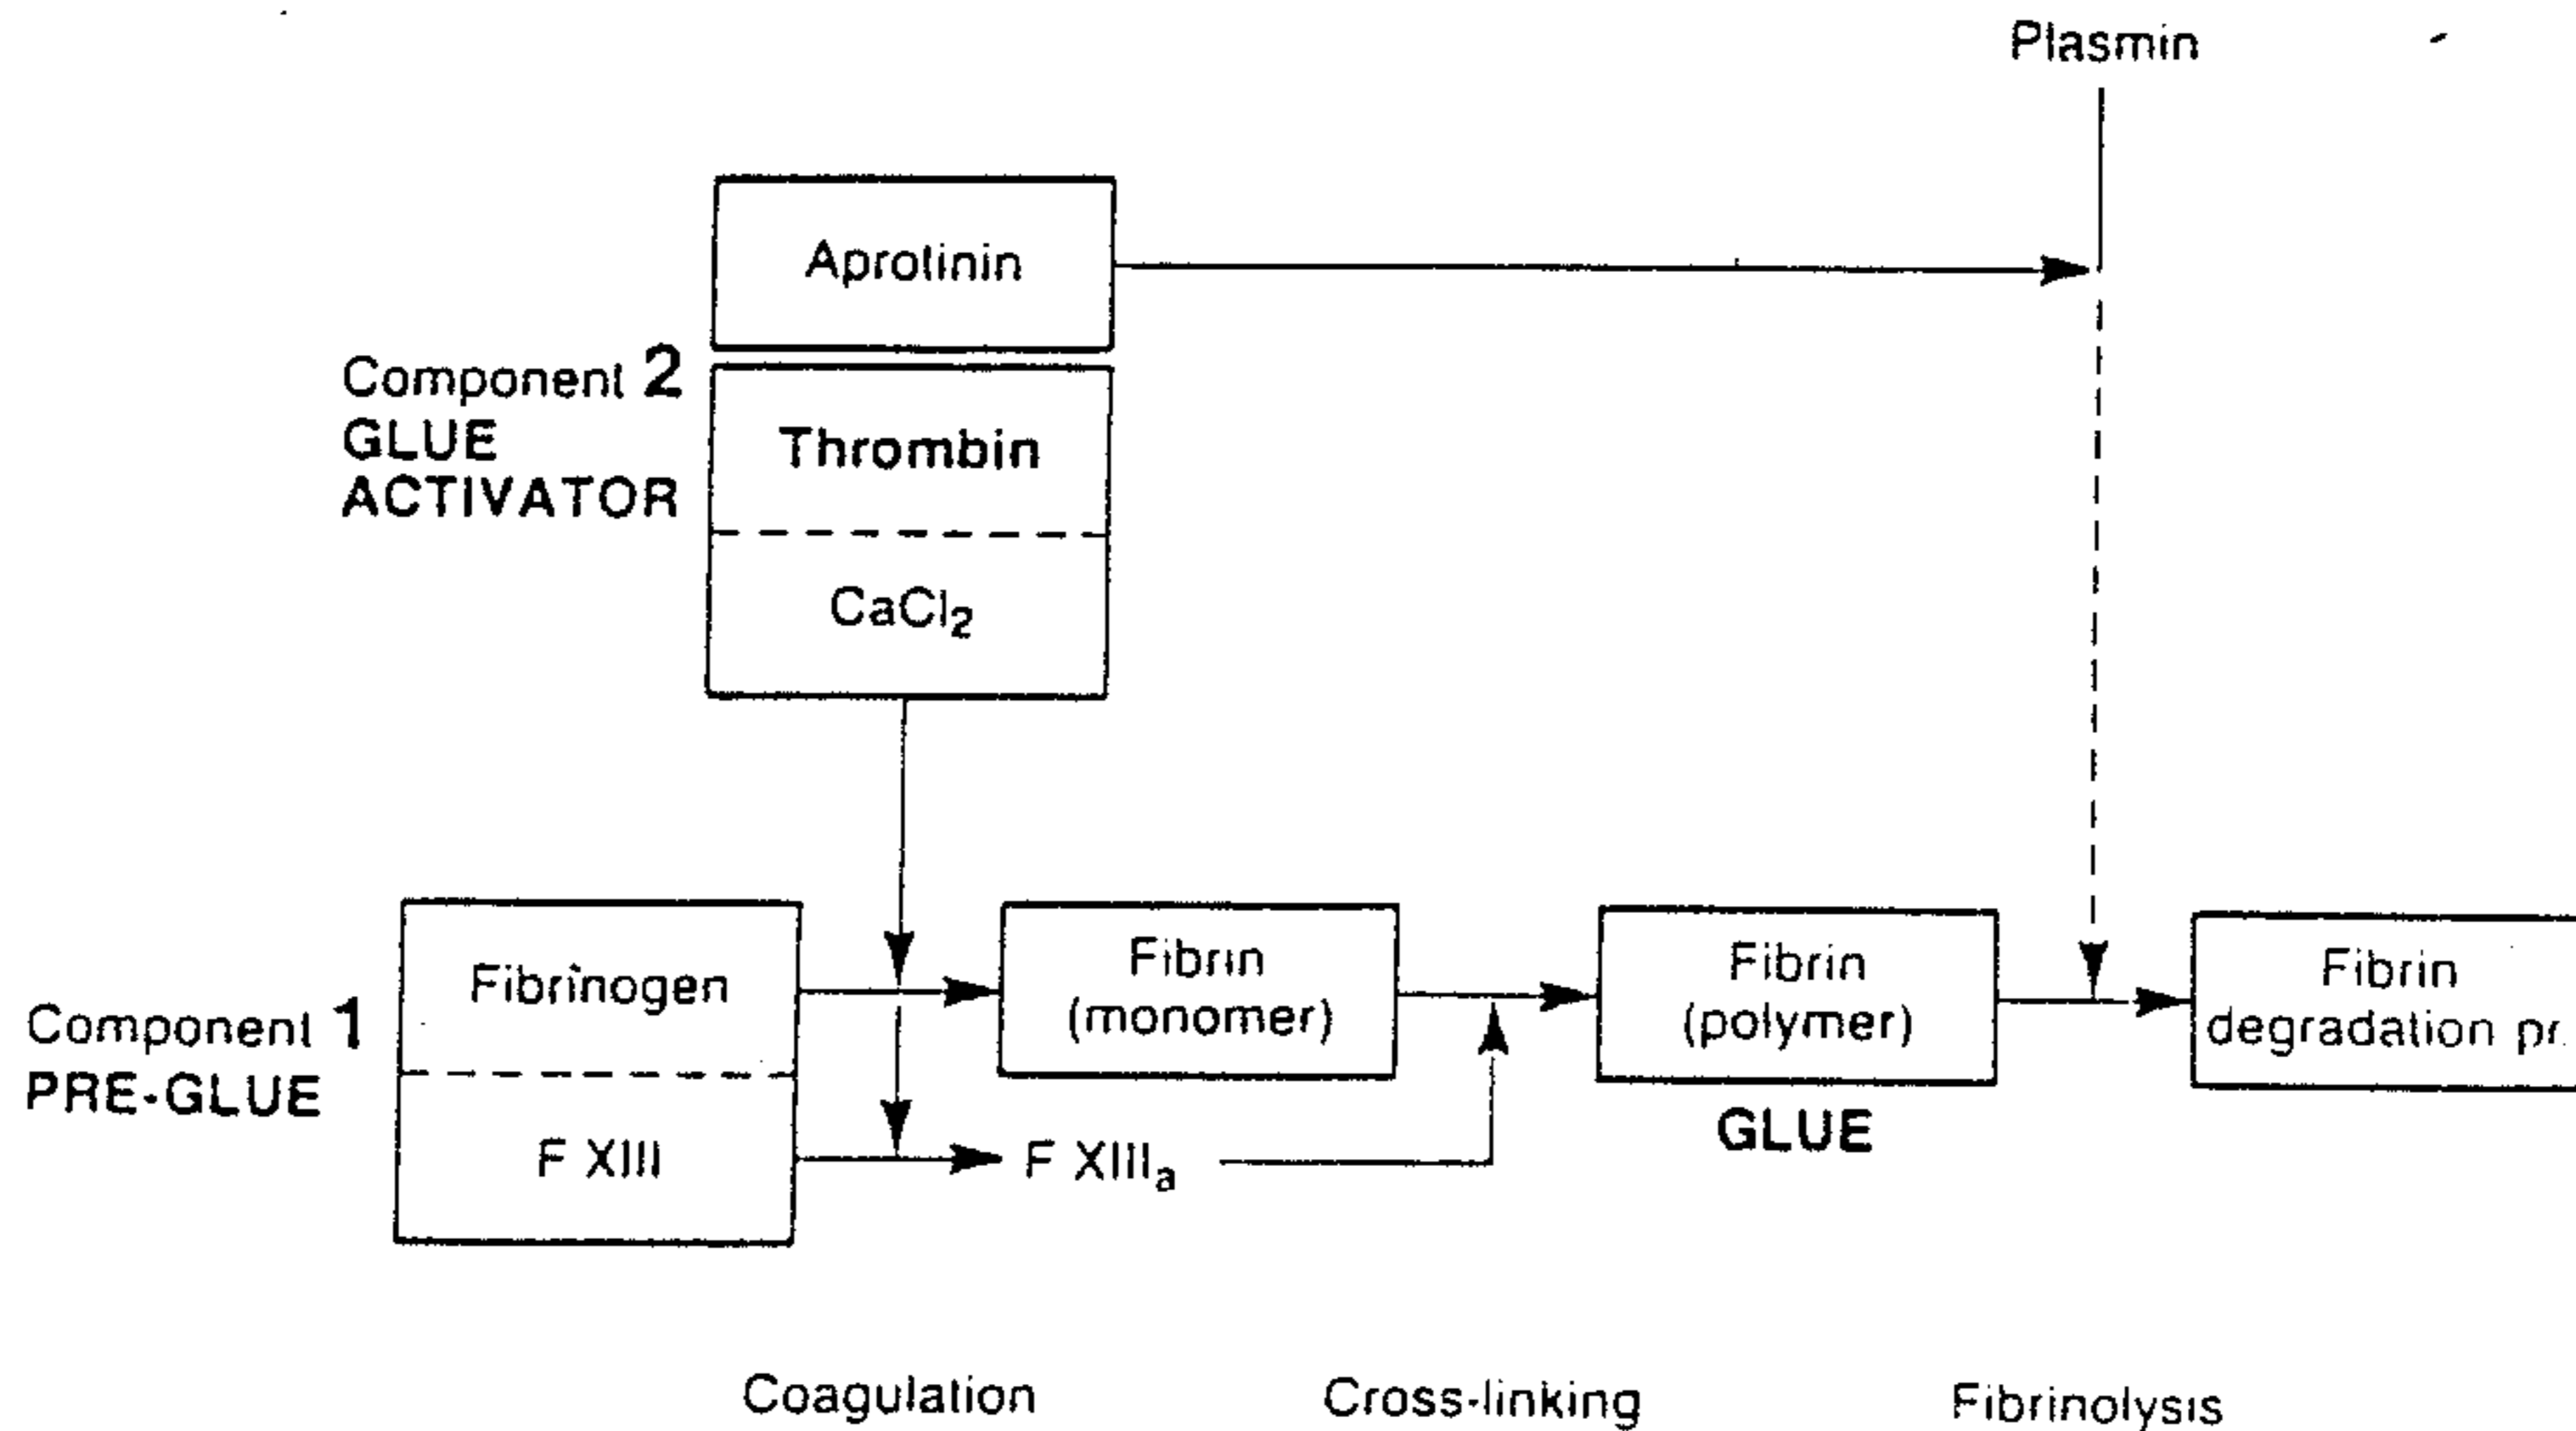 Plasmin
Aprotinin
Component 2
GLUE
ACTIVATOR
Thrombin
CaCl₂
Fibrinogen
Fibrin
(monomer)
Fibrin
(polymer)
Fibrin
degradation pr.
Component 1
PRE-GLUE
F XIII
F XIIIₐ
GLUE
Coagulation
Cross-linking
Fibrinolysis